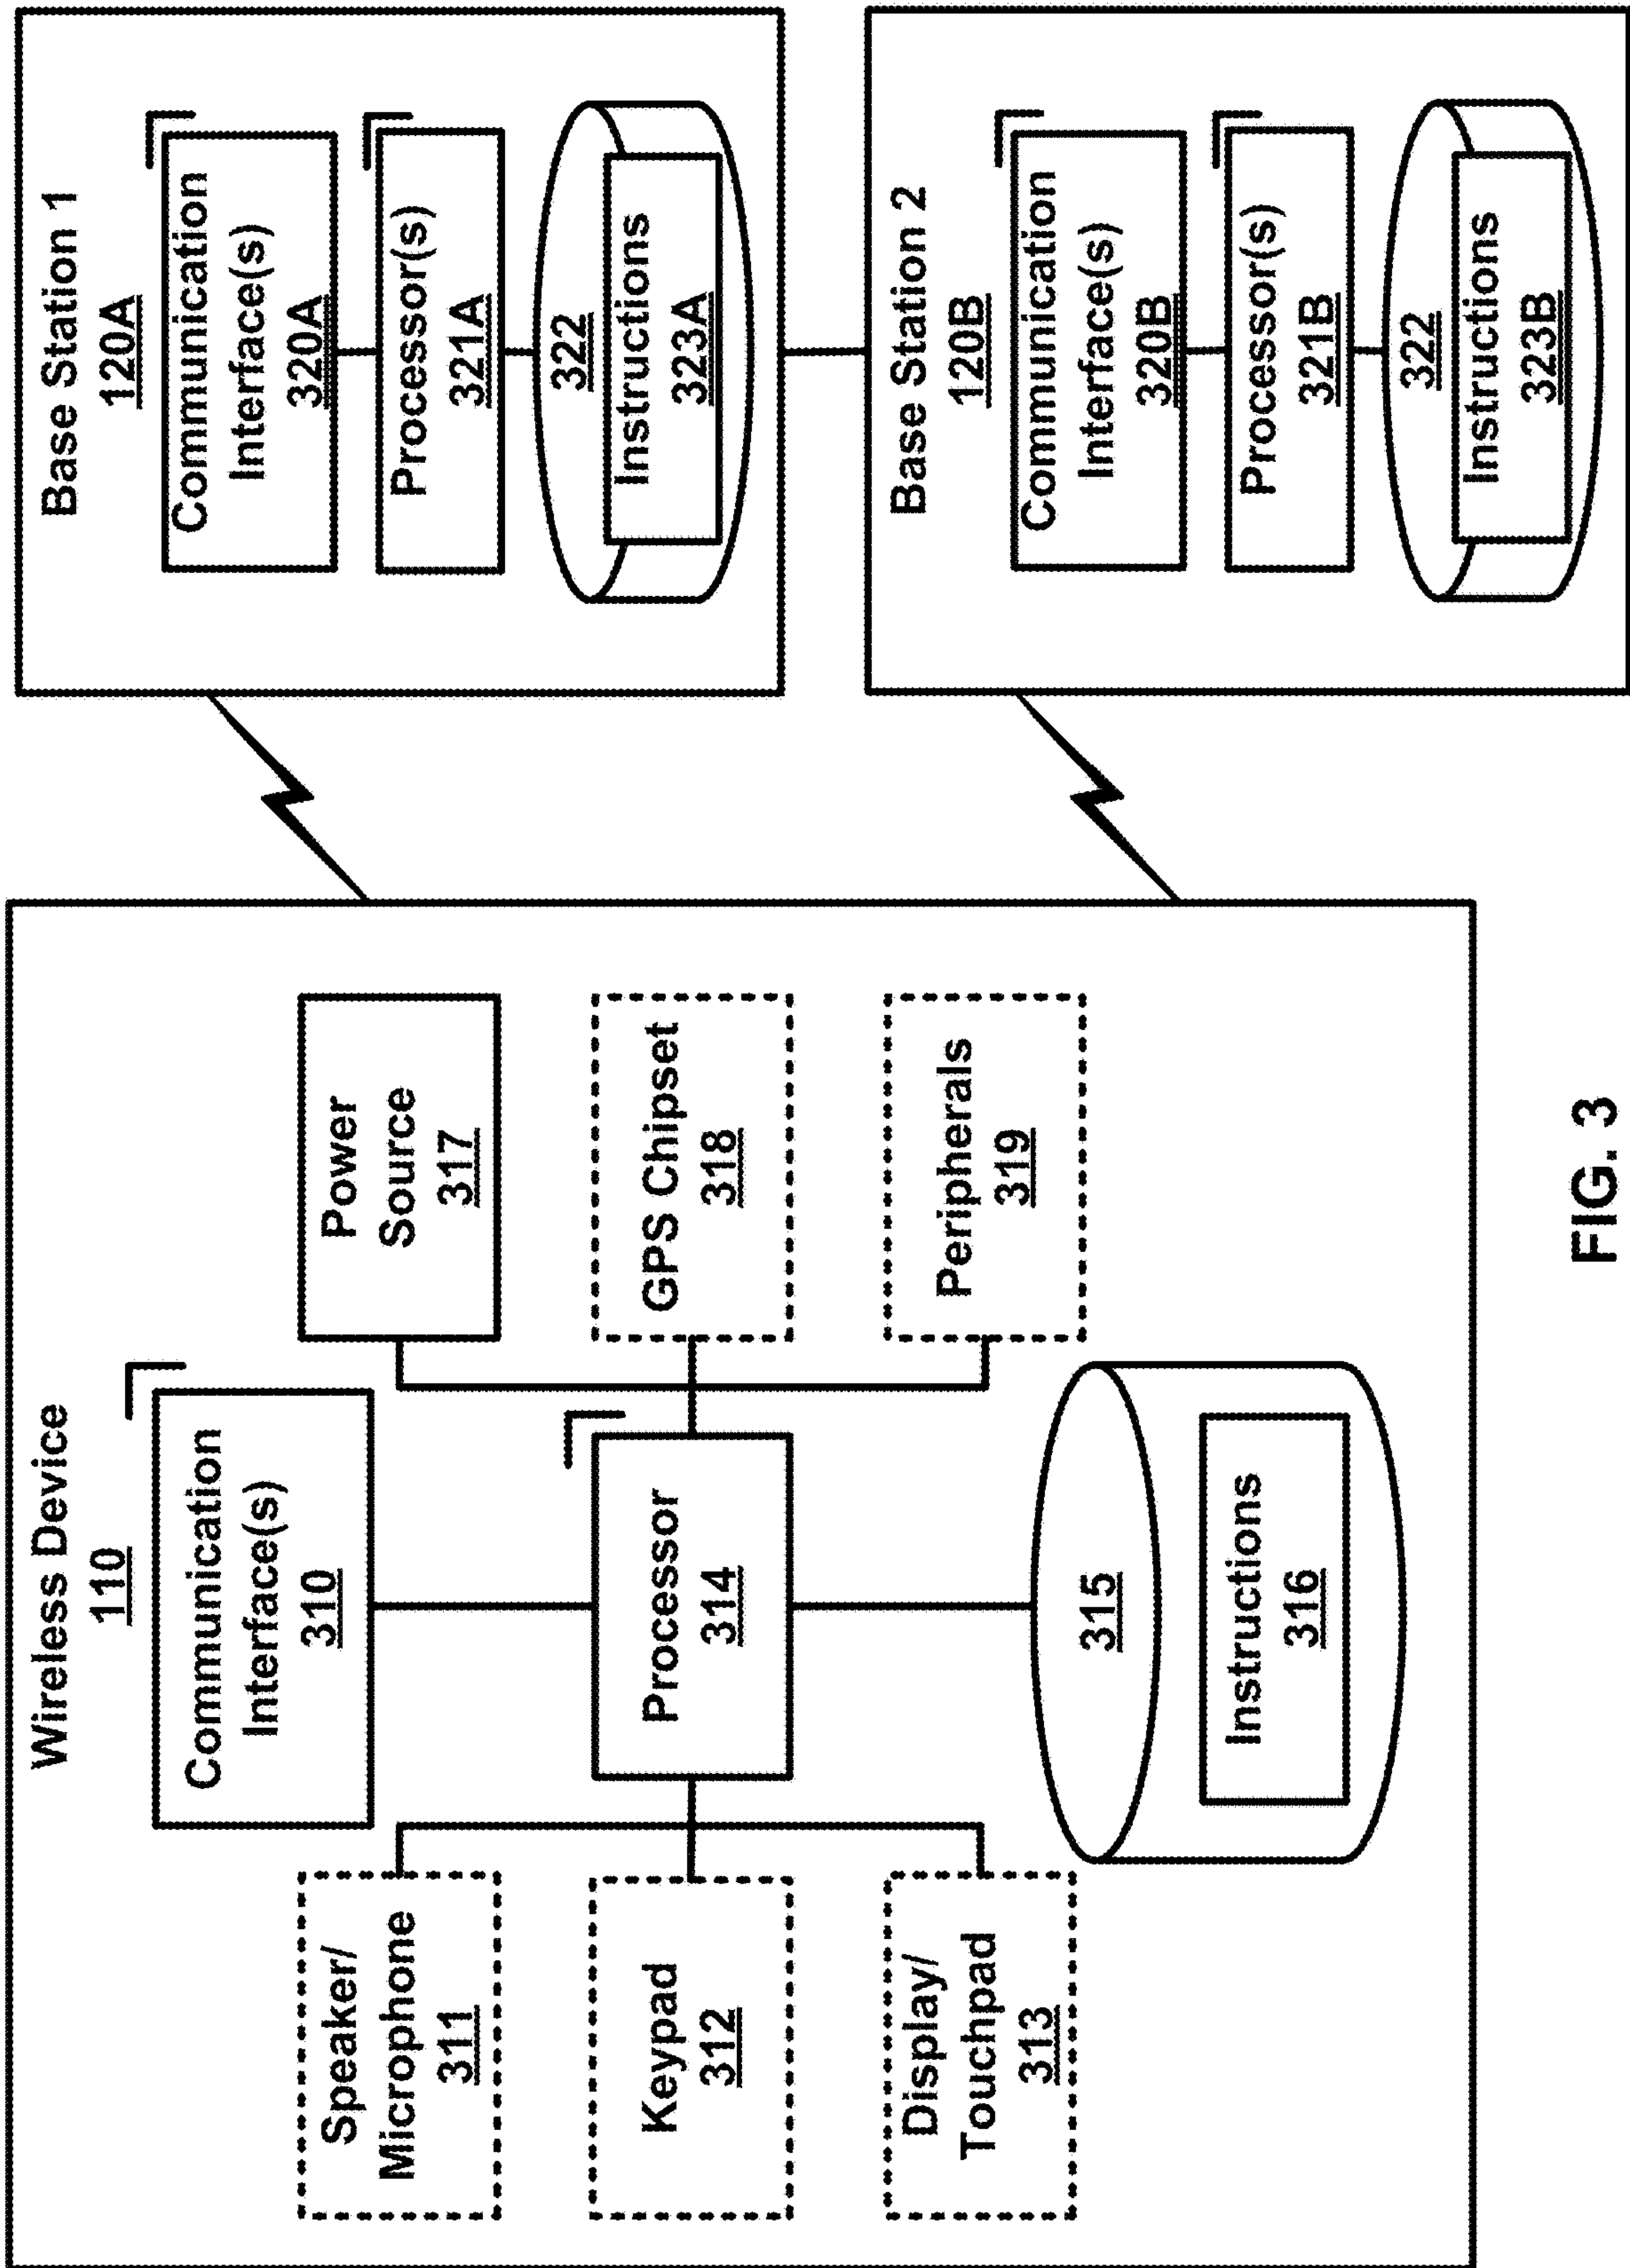 Wireless Device
110
Communication
Interface(s)
310
Speaker/
Microphone
311
Keypad
312
Display/
Touchpad
313
Processor
314
Power
Source
317
GPS Chipset
318
Peripherals
319
315
Instructions
316
Base Station 1
120A
Communication
Interface(s)
320A
Processor(s)
321A
322
Instructions
323A
Base Station 2
120B
Communication
Interface(s)
320B
Processor(s)
321B
322
Instructions
323B
FIG. 3